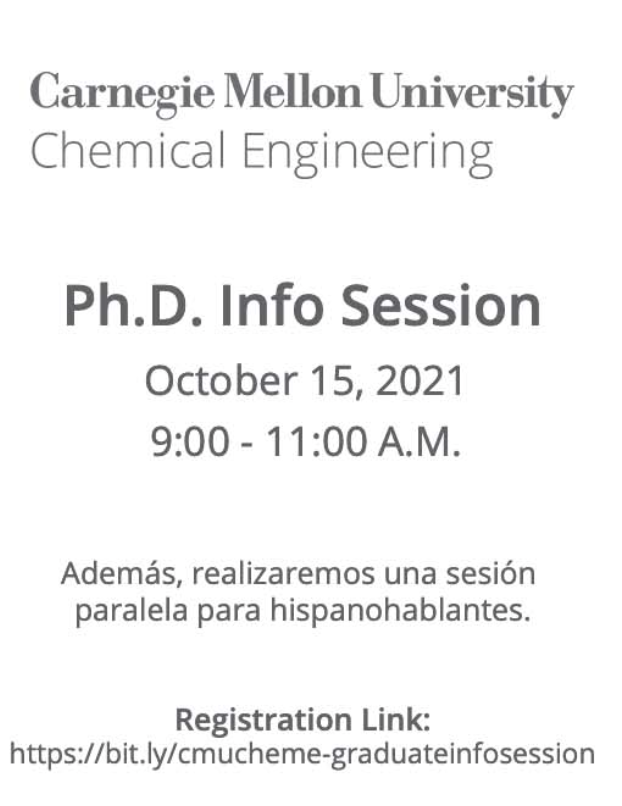 Carnegie Mellon University
Chemical Engineering
Ph.D. Info Session
October 15, 2021
9:00 - 11:00 A.M.
Además, realizaremos una sesión
paralela para hispanohablantes.
Registration Link:
https://bit.ly/cmucheme-graduateinfosession